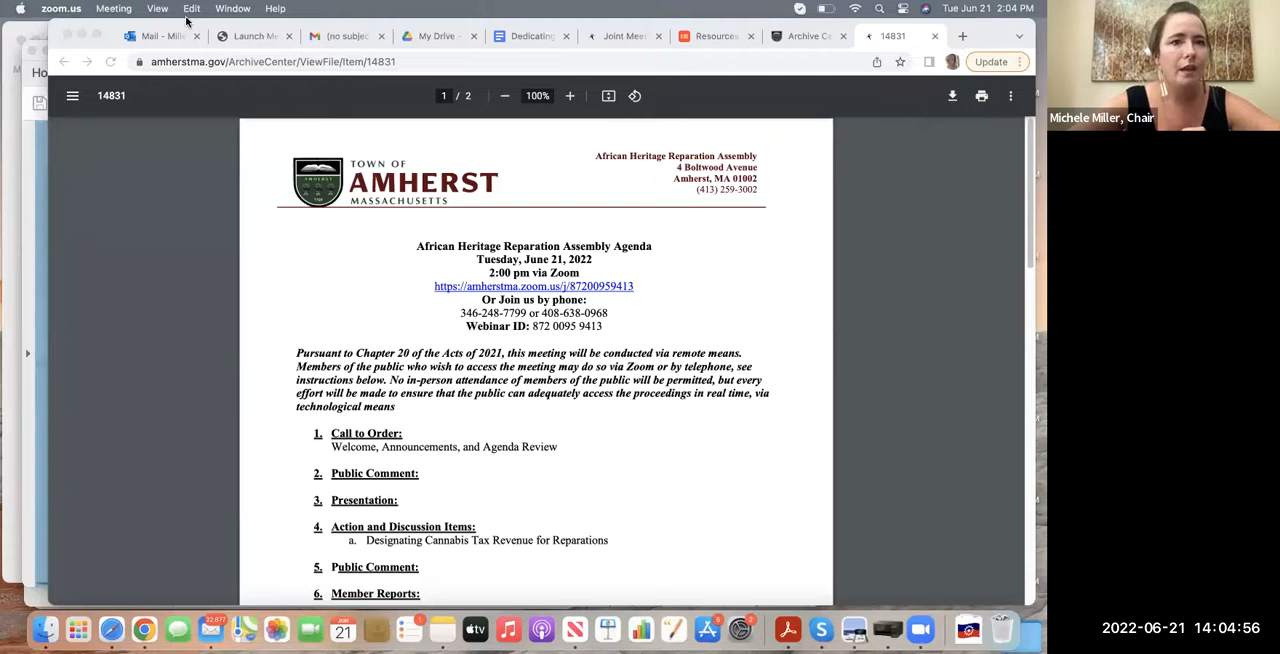 zoom.us Meeting View Edit Window Help Tue Jun 21 2:04 PM
Mail - Mille (no subjec My Drive - Dedicating Joint Meet Resources Archive Ce 14831
amherstma.gov/ArchiveCenter/ViewFile/Item/14831 Update
14831 1 / 2 100%
Ho
TOWN OF
AMHERST
MASSACHUSETTS
African Heritage Reparation Assembly
4 Boltwood Avenue
Amherst, MA 01002
(413) 259-3002
African Heritage Reparation Assembly Agenda
Tuesday, June 21, 2022
2:00 pm via Zoom
https://amherstma.zoom.us/j/87200959413
Or Join us by phone:
346-248-7799 or 408-638-0968
Webinar ID: 872 0095 9413
Pursuant to Chapter 20 of the Acts of 2021, this meeting will be conducted via remote means.
Members of the public who wish to access the meeting may do so via Zoom or by telephone, see
instructions below. No in-person attendance of members of the public will be permitted, but every
effort will be made to ensure that the public can adequately access the proceedings in real time, via
technological means
1. Call to Order:
Welcome, Announcements, and Agenda Review
2. Public Comment:
3. Presentation:
4. Action and Discussion Items:
a. Designating Cannabis Tax Revenue for Reparations
5. Public Comment:
6. Member Reports:
22,877
JUN
21
1
tv
5
2
Michele Miller, Chair
2022-06-21 14:04:56